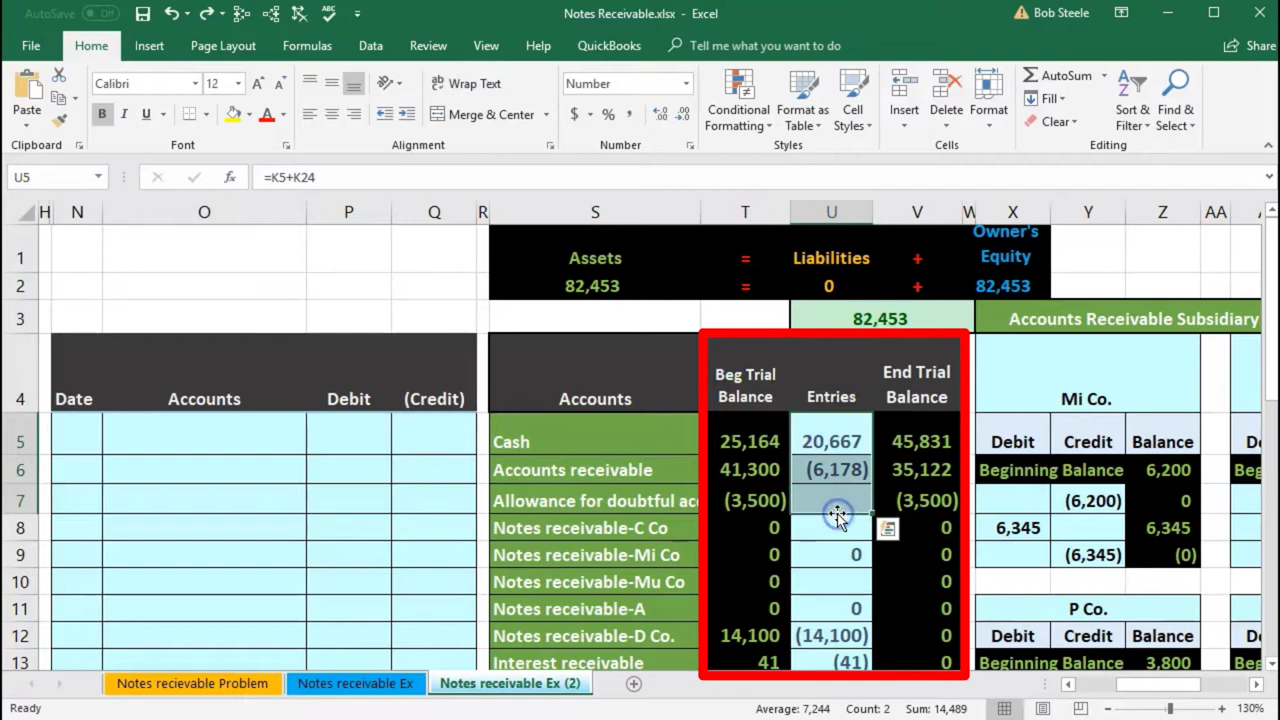 AutoSave Off
Notes Receivable.xlsx - Excel
Bob Steele
File Home Insert Page Layout Formulas Data Review View Help QuickBooks Tell me what you want to do Share
Paste
Calibri 12
B I U
Wrap Text
Merge & Center
Number
$ % ,
Conditional Formatting
Format as Table
Cell Styles
Insert Delete Format
AutoSum
Fill
Clear
Sort & Filter
Find & Select
Clipboard Font Alignment Number Styles Cells Editing
U5 fx =K5+K24
H N O P Q R S T U V W X Y Z AA
1 Assets = Liabilities + Owner's Equity
2 82,453 = 0 + 82,453
3 82,453 Accounts Receivable Subsidiary
4 Date Accounts Debit (Credit) Accounts Beg Trial Balance Entries End Trial Balance Mi Co.
5 Cash 25,164 20,667 45,831 Debit Credit Balance
6 Accounts receivable 41,300 (6,178) 35,122 Beginning Balance 6,200 Beg
7 Allowance for doubtful acc (3,500) (3,500) (6,200) 0
8 Notes receivable-C Co 0 0 6,345 6,345
9 Notes receivable-Mi Co 0 0 0 (6,345) (0)
10 Notes receivable-Mu Co 0 0
11 Notes receivable-A 0 0 0 P Co.
12 Notes receivable-D Co. 14,100 (14,100) 0 Debit Credit Balance
13 Interest receivable 41 (41) 0 Beginning Balance 3,800 Beg
Notes recievable Problem Notes receivable Ex Notes receivable Ex (2)
Ready Average: 7,244 Count: 2 Sum: 14,489 130%